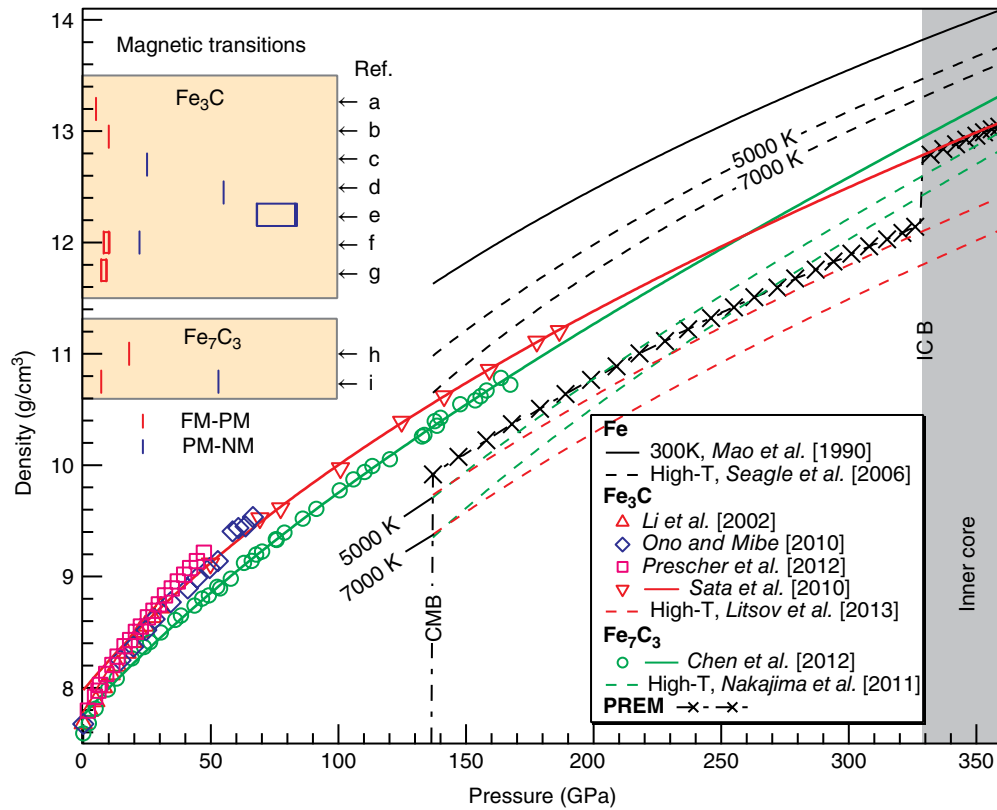 14
13
12
11
10
9
8
Density (g/cm³)
Magnetic transitions
Ref.
Fe₃C
a
b
c
d
e
f
g
Fe₇C₃
h
i
FM-PM
PM-NM
5000 K
7000 K
5000 K
7000 K
CMB
ICB
Inner core
Fe
300K, Mao et al. [1990]
High-T, Seagle et al. [2006]
Fe₃C
Li et al. [2002]
Ono and Mibe [2010]
Prescher et al. [2012]
Sata et al. [2010]
High-T, Litsov et al. [2013]
Fe₇C₃
Chen et al. [2012]
High-T, Nakajima et al. [2011]
PREM
0 50 100 150 200 250 300 350
Pressure (GPa)